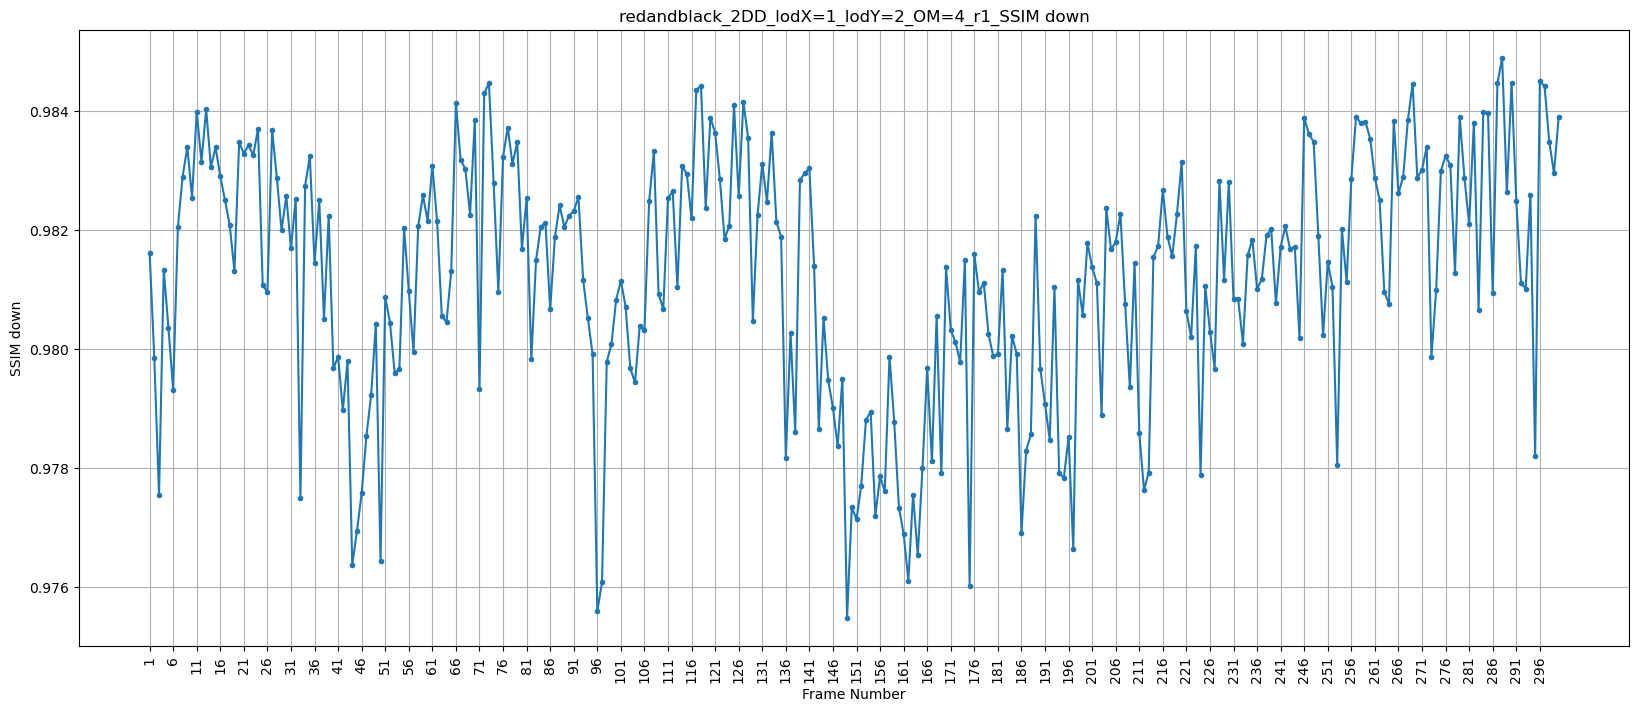 redandblack_2DD_lodX=1_lodY=2_OM=4_r1_SSIM down
SSIM down
0.984
0.982
0.980
0.978
0.976
1 6 11 16 21 26 31 36 41 46 51 56 61 66 71 76 81 86 91 96 101 106 111 116 121 126 131 136 141 146 151 156 161 166 171 176 181 186 191 196 201 206 211 216 221 226 231 236 241 246 251 256 261 266 271 276 281 286 291 296
Frame Number